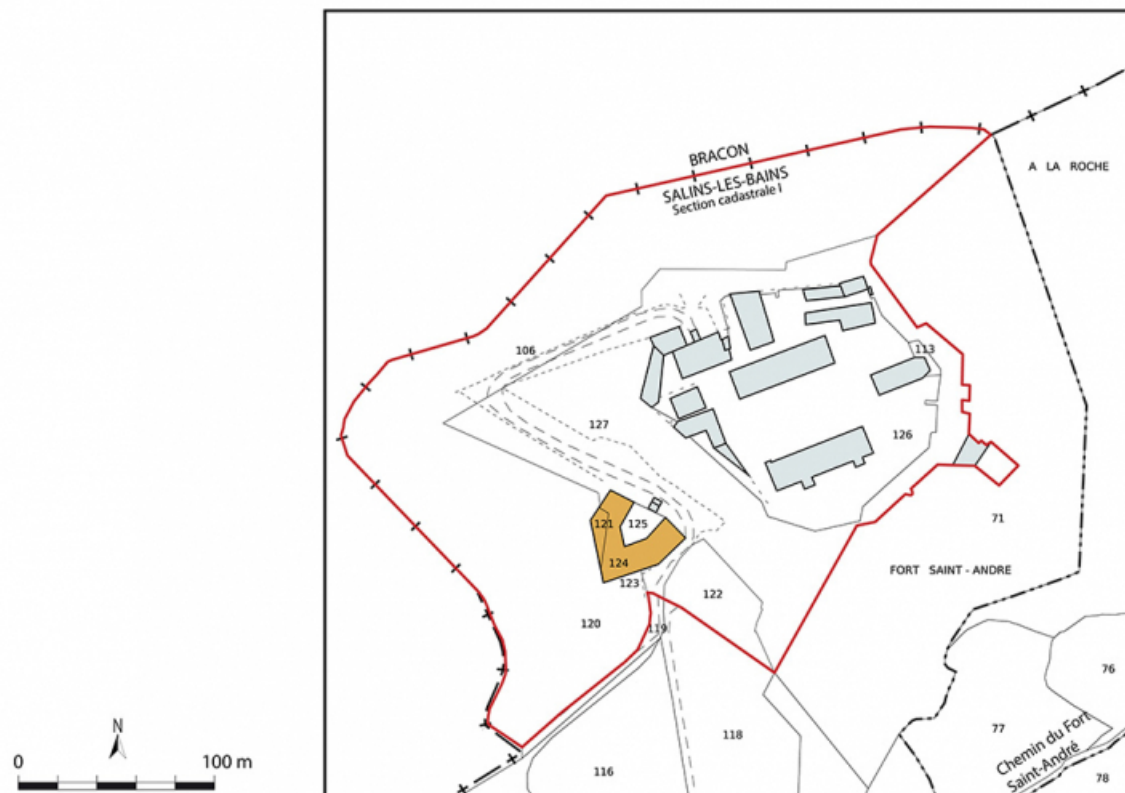 BRACON
SALINS-LES-BAINS
Section cadastrale I
A LA ROCHE
106
113
127
126
121
125
71
124
FORT SAINT-ANDRE
123
122
120
119
76
77
118
Chemin du Fort
Saint-André
116
78
N
0 100 m